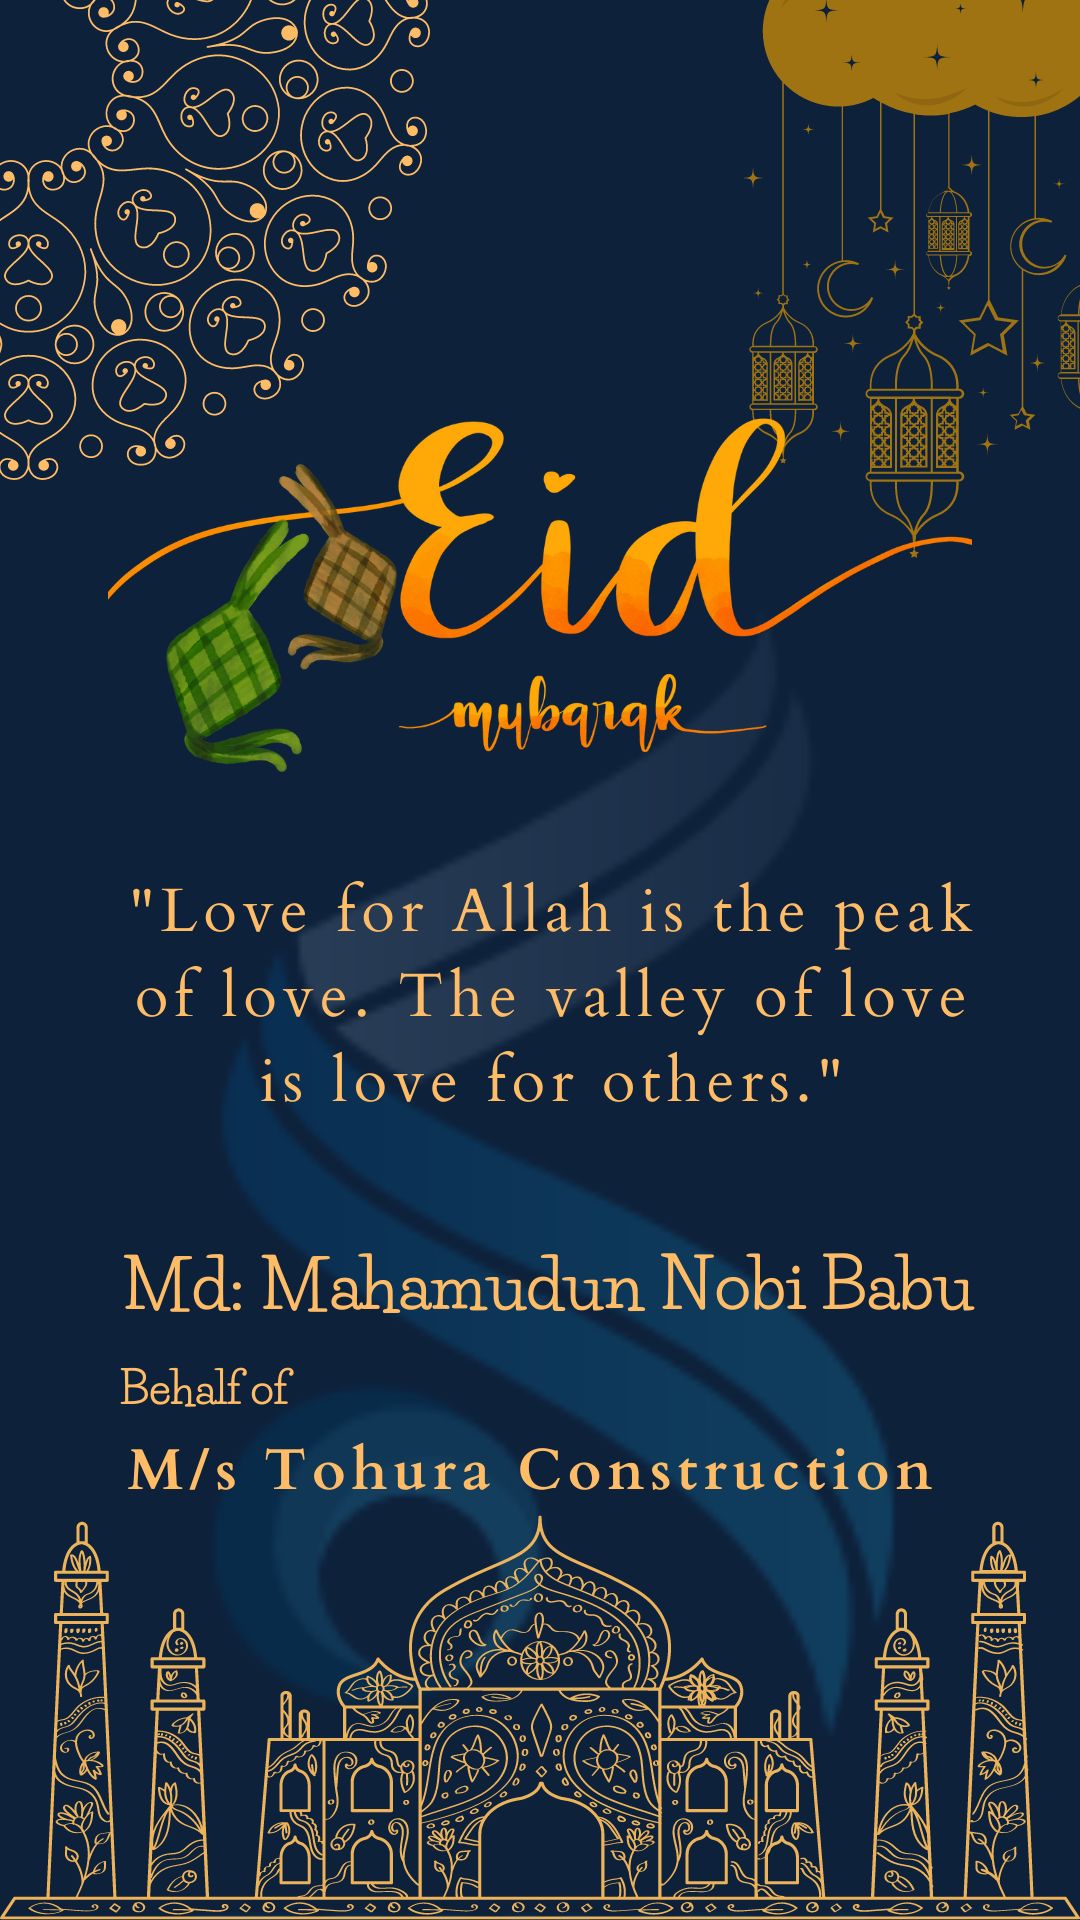 Eid
mubarak
"Love for Allah is the peak
of love. The valley of love
is love for others."
Md: Mahamudun Nobi Babu
Behalf of
M/s Tohura Construction